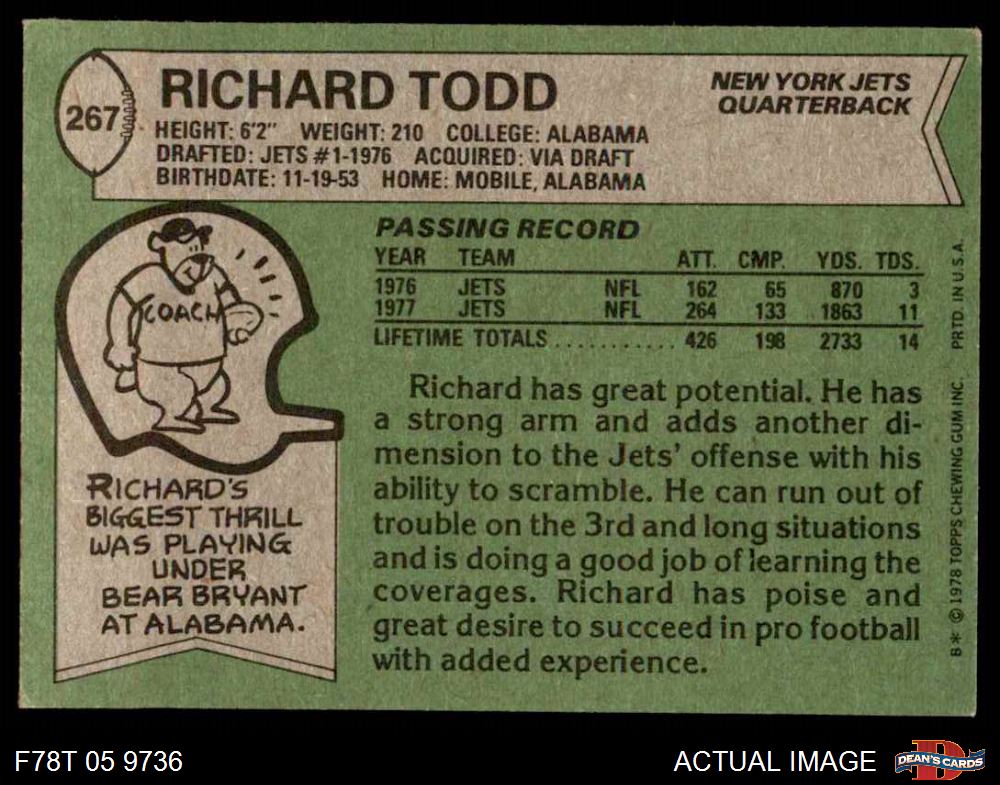 267
RICHARD TODD
NEW YORK JETS
QUARTERBACK
HEIGHT: 6'2" WEIGHT: 210 COLLEGE: ALABAMA
DRAFTED: JETS #1-1976 ACQUIRED: VIA DRAFT
BIRTHDATE: 11-19-53 HOME: MOBILE, ALABAMA
COACH
RICHARD'S
BIGGEST THRILL
WAS PLAYING
UNDER
BEAR BRYANT
AT ALABAMA.
PASSING RECORD
YEAR TEAM ATT. CMP. YDS. TDS.
1976 JETS NFL 162 65 870 3
1977 JETS NFL 264 133 1863 11
LIFETIME TOTALS........... 426 198 2733 14
Richard has great potential. He has
a strong arm and adds another di-
mension to the Jets' offense with his
ability to scramble. He can run out of
trouble on the 3rd and long situations
and is doing a good job of learning the
coverages. Richard has poise and
great desire to succeed in pro football
with added experience.
B* © 1978 TOPPS CHEWING GUM INC. PRTD. IN U.S.A.
F78T 05 9736
ACTUAL IMAGE
DEAN'S CARDS